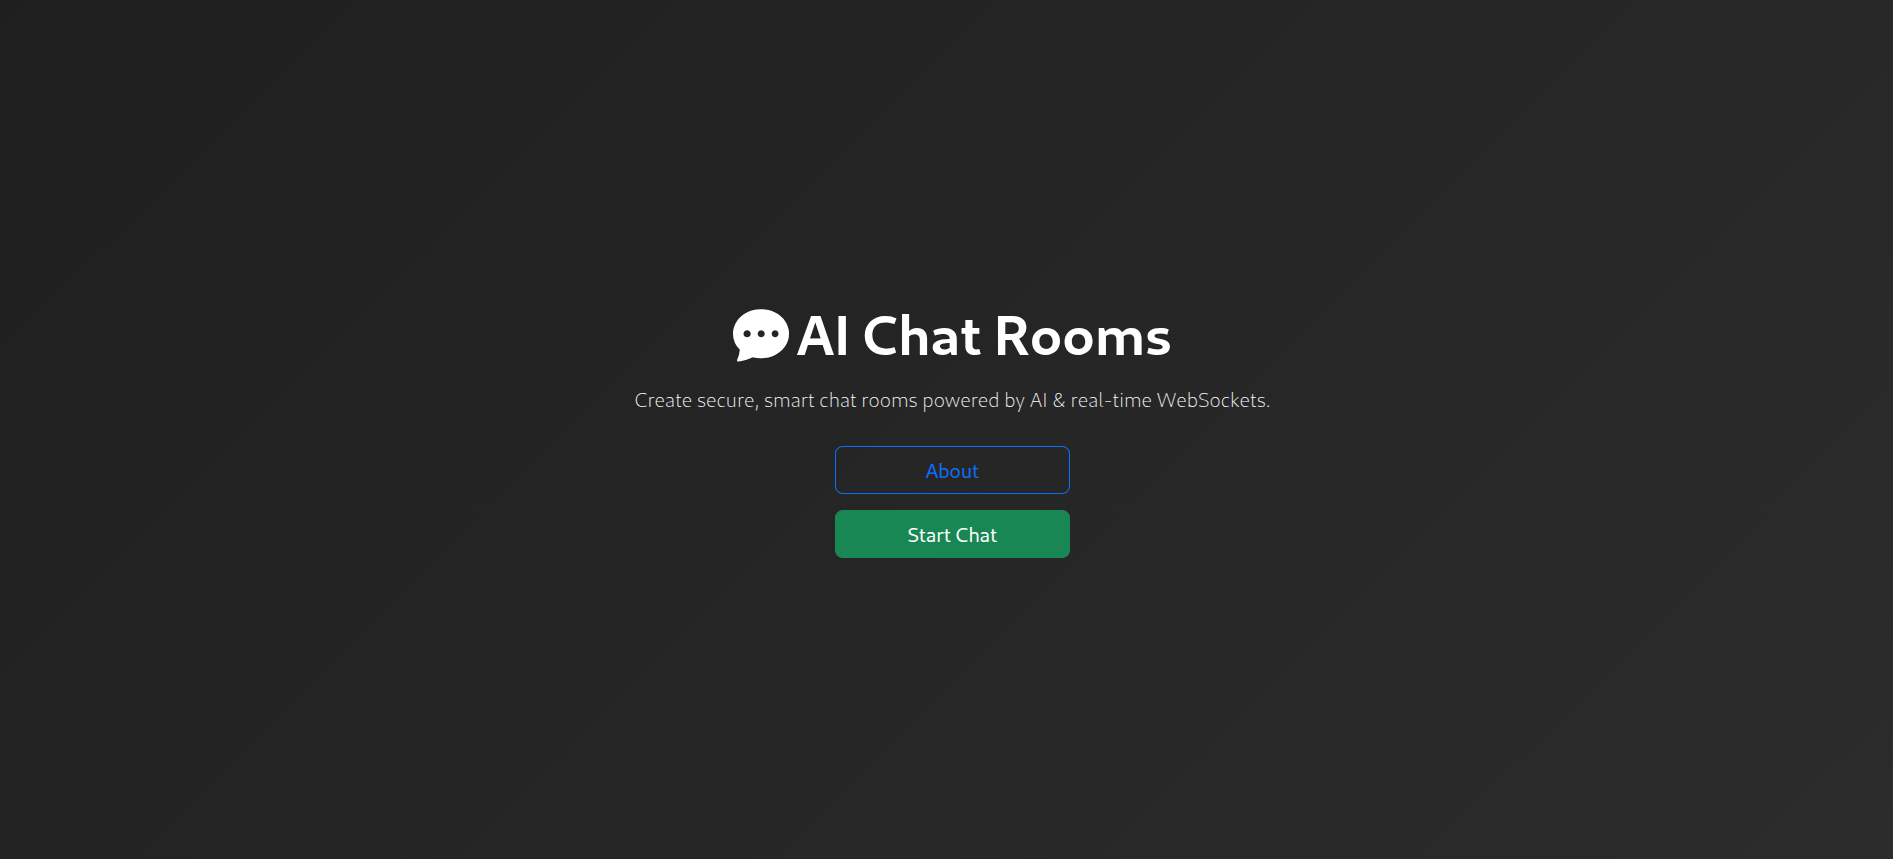 AI Chat Rooms
Create secure, smart chat rooms powered by AI & real-time WebSockets.
About
Start Chat